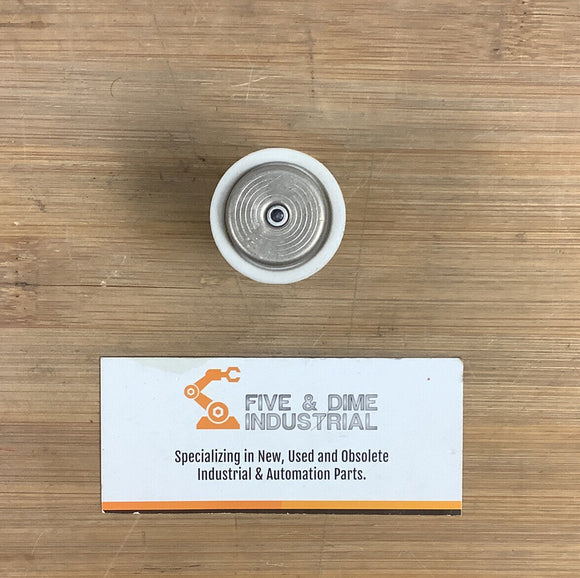 FIVE & DIME
INDUSTRIAL
Specializing in New, Used and Obsolete
Industrial & Automation Parts.